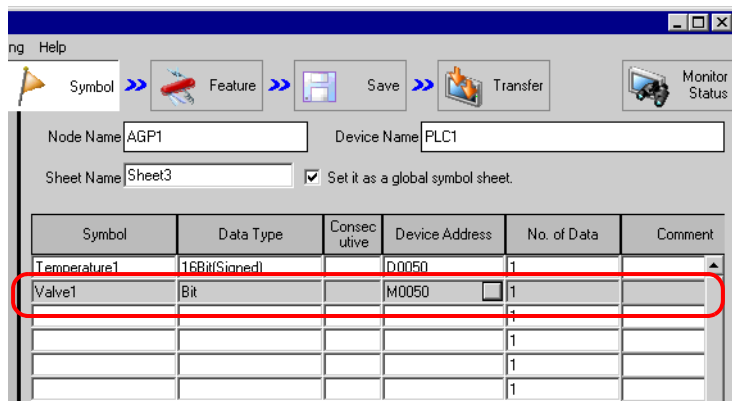 ng Help
Symbol Feature Save Transfer Monitor Status
Node Name AGP1 Device Name PLC1
Sheet Name Sheet3 Set it as a global symbol sheet.
Symbol Data Type Consec utive Device Address No. of Data Comment
Temperature1 16Bit(Signed) D0050 1
Valve1 Bit M0050 1
1
1
1
1